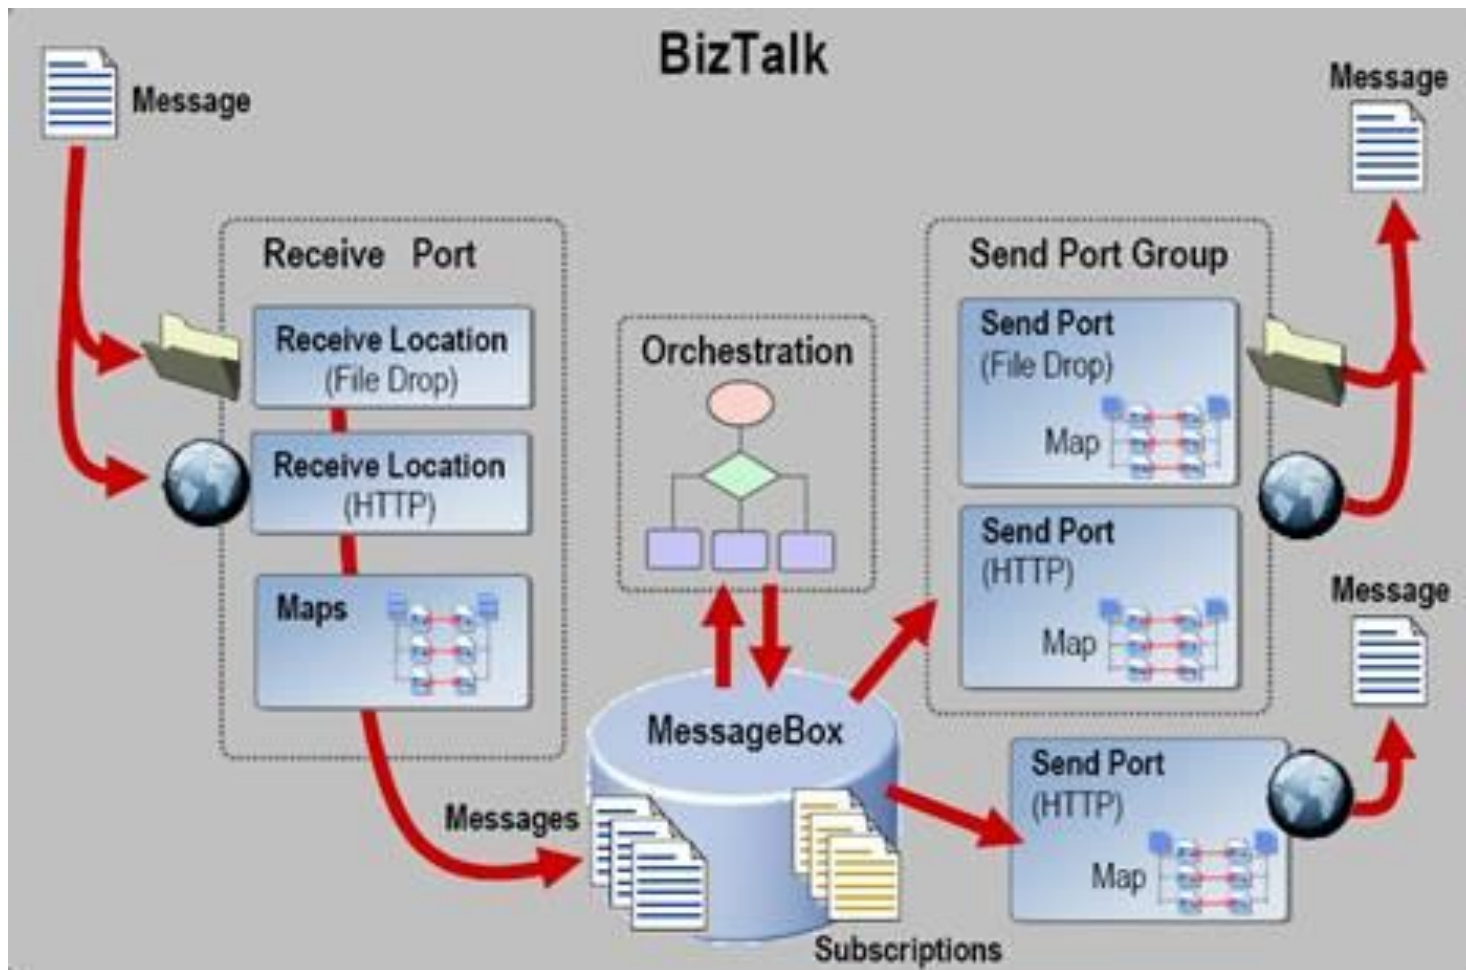 BizTalk
Message
Message
Receive Port
Receive Location
(File Drop)
Receive Location
(HTTP)
Maps
Orchestration
Send Port Group
Send Port
(File Drop)
Map
Send Port
(HTTP)
Map
Message
MessageBox
Messages
Subscriptions
Send Port
(HTTP)
Map